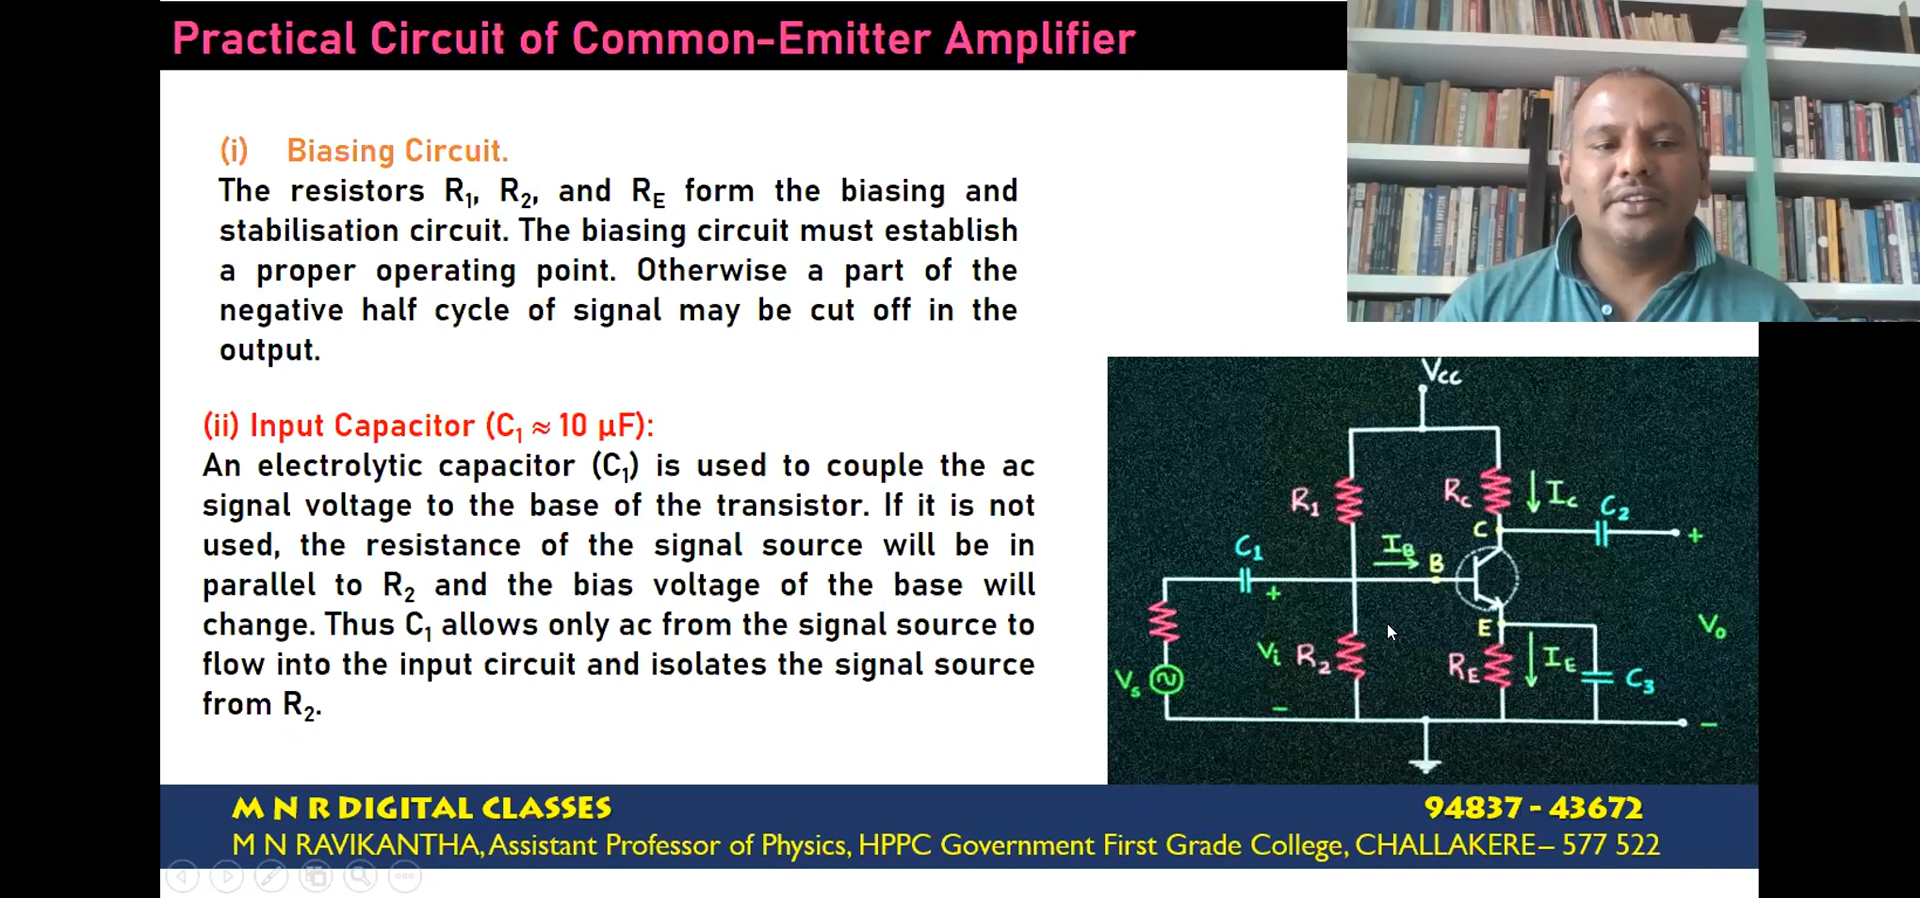 Practical Circuit of Common-Emitter Amplifier
(i) Biasing Circuit.
The resistors R₁, R₂, and Rᴇ form the biasing and
stabilisation circuit. The biasing circuit must establish
a proper operating point. Otherwise a part of the
negative half cycle of signal may be cut off in the
output.
(ii) Input Capacitor (C₁ ≈ 10 µF):
An electrolytic capacitor (C₁) is used to couple the ac
signal voltage to the base of the transistor. If it is not
used, the resistance of the signal source will be in
parallel to R₂ and the bias voltage of the base will
change. Thus C₁ allows only ac from the signal source to
flow into the input circuit and isolates the signal source
from R₂.
Vcc
R₁
Rc
Ic
C₂
C
+
C₁
IB
B
+
E
Vo
Vi
R₂
RE
IE
C₃
Vs
–
–
M N R DIGITAL CLASSES
94837 - 43672
M N RAVIKANTHA, Assistant Professor of Physics, HPPC Government First Grade College, CHALLAKERE – 577 522